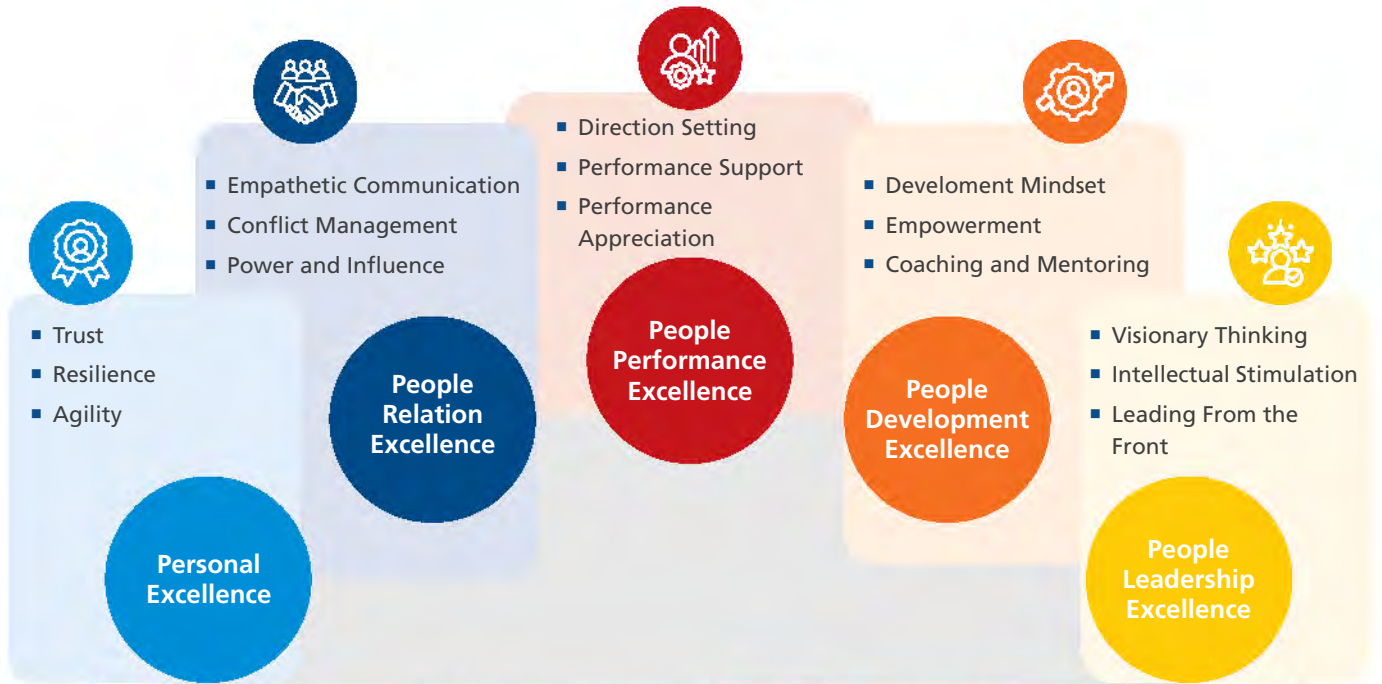 Trust
Resilience
Agility
Personal
Excellence
Empathetic Communication
Conflict Management
Power and Influence
People
Relation
Excellence
Direction Setting
Performance Support
Performance
Appreciation
People
Performance
Excellence
Develoment Mindset
Empowerment
Coaching and Mentoring
People
Development
Excellence
Visionary Thinking
Intellectual Stimulation
Leading From the
Front
People
Leadership
Excellence